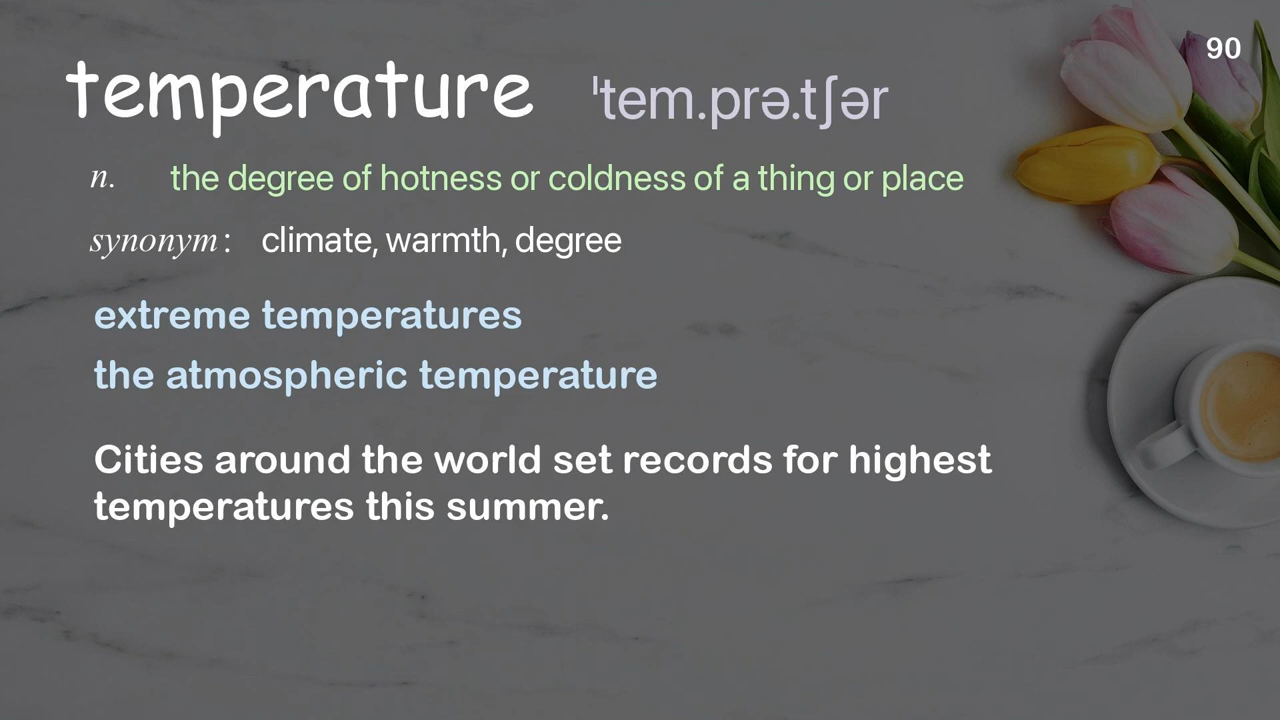 90
temperature ˈtem.prə.tʃər
n. the degree of hotness or coldness of a thing or place
synonym: climate, warmth, degree
extreme temperatures
the atmospheric temperature
Cities around the world set records for highest
temperatures this summer.